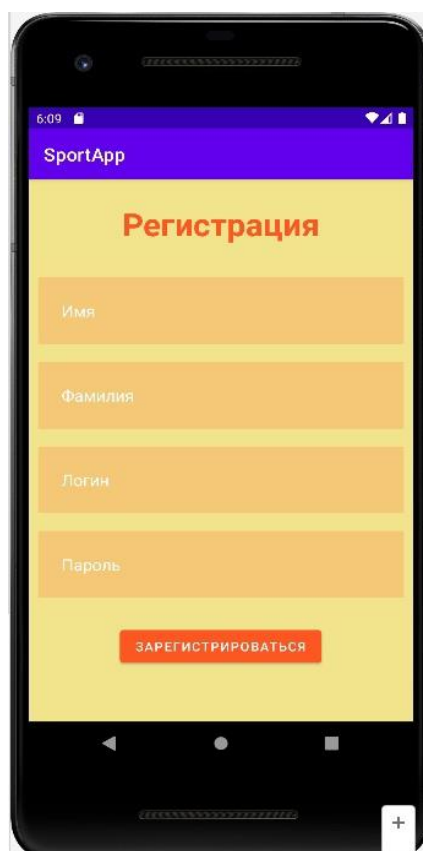 6:09
SportApp
Регистрация
Имя
Фамилия
Логин
Пароль
ЗАРЕГИСТРИРОВАТЬСЯ
+